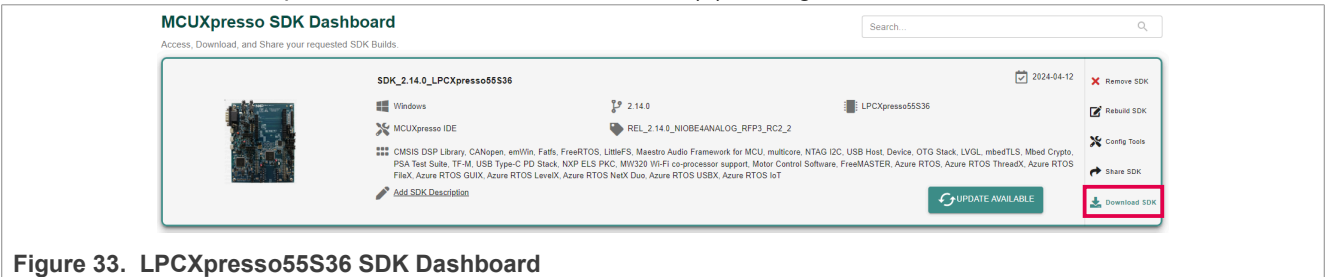 MCUXpresso SDK Dashboard
Search...
Access, Download, and Share your requested SDK Builds.
SDK_2.14.0_LPCXpresso55S36
2024-04-12
Remove SDK
Windows
2.14.0
LPCXpresso55S36
Rebuild SDK
MCUXpresso IDE
REL_2.14.0_NIOBE4ANALOG_RFP3_RC2_2
Config Tools
CMSIS DSP Library, CANopen, emWin, Fatfs, FreeRTOS, LittleFS, Maestro Audio Framework for MCU, multicore, NTAG I2C, USB Host, Device, OTG Stack, LVGL, mbedTLS, Mbed Crypto,
PSA Test Suite, TF-M, USB Type-C PD Stack, NXP ELS PKC, MW320 Wi-Fi co-processor support, Motor Control Software, FreeMASTER, Azure RTOS, Azure RTOS ThreadX, Azure RTOS
FileX, Azure RTOS GUIX, Azure RTOS LevelX, Azure RTOS NetX Duo, Azure RTOS USBX, Azure RTOS IoT
Share SDK
Add SDK Description
UPDATE AVAILABLE
Download SDK
Figure 33. LPCXpresso55S36 SDK Dashboard